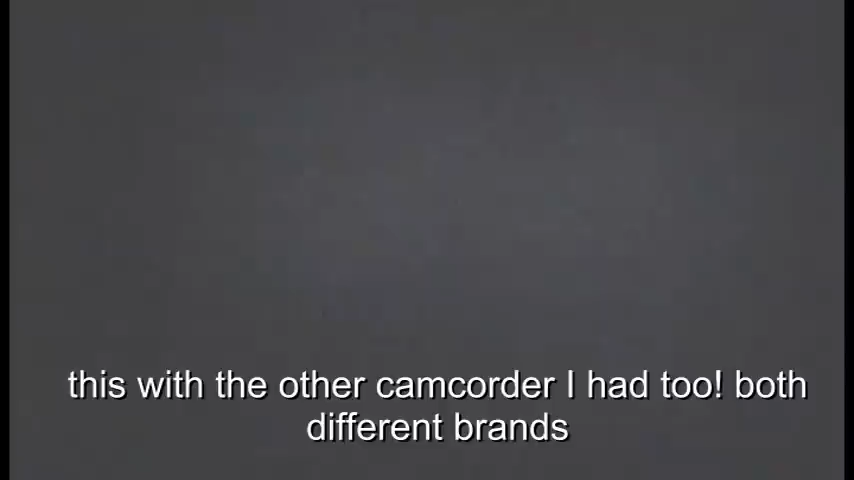 this with the other camcorder I had too! both
different brands